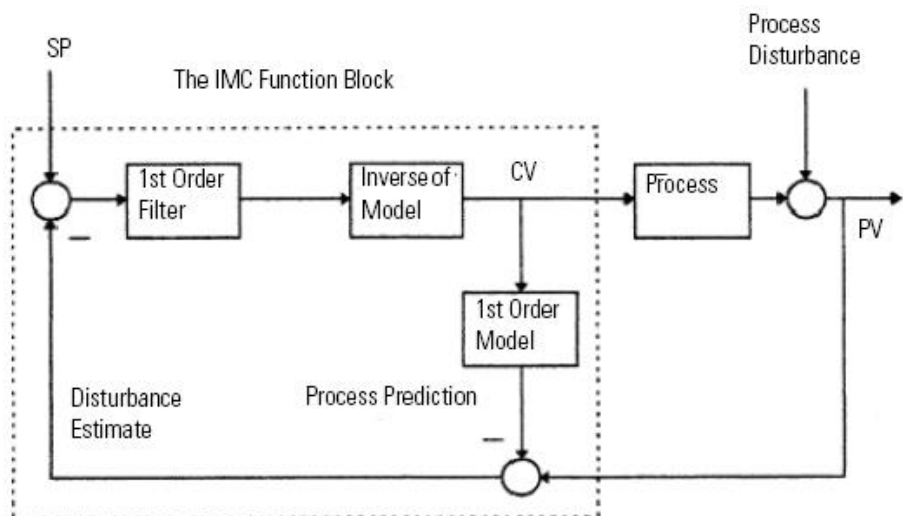 SP
Process
Disturbance
The IMC Function Block
1st Order
Filter
Inverse of
Model
CV
Process
PV
1st Order
Model
Disturbance
Estimate
Process Prediction